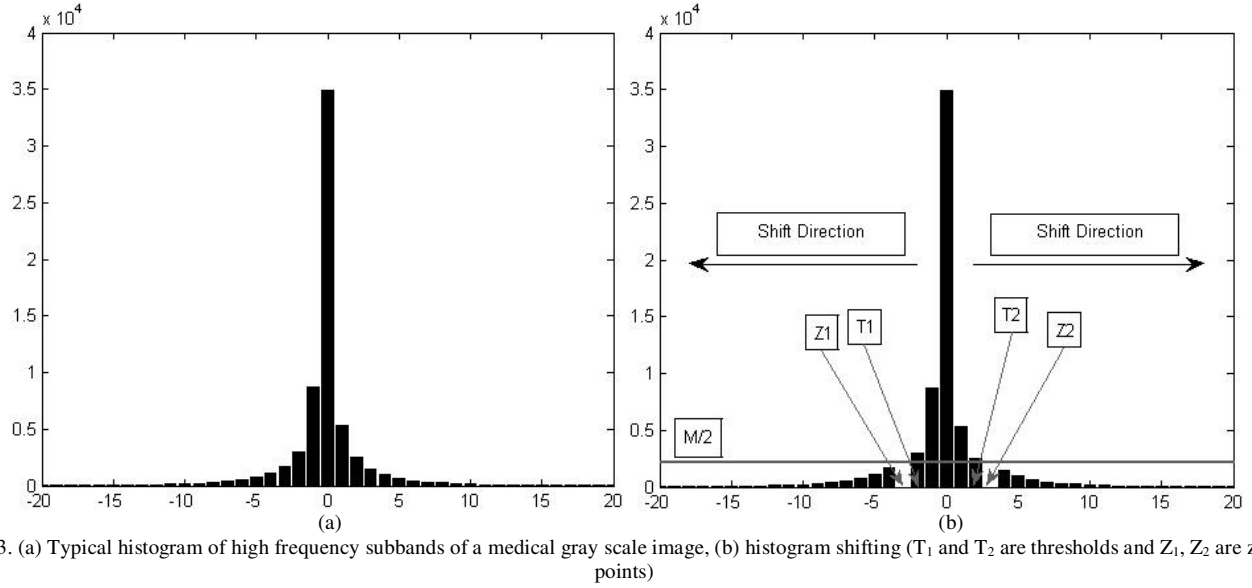 x 10⁴
4
3.5
3
2.5
2
1.5
1
0.5
0
-20 -15 -10 -5 0 5 10 15 20
(a)
x 10⁴
4
3.5
3
2.5
2
1.5
1
0.5
0
Shift Direction Shift Direction
Z1 T1 T2 Z2
M/2
-20 -15 -10 -5 0 5 10 15 20
(b)
3. (a) Typical histogram of high frequency subbands of a medical gray scale image, (b) histogram shifting (T₁ and T₂ are thresholds and Z₁, Z₂ are
points)